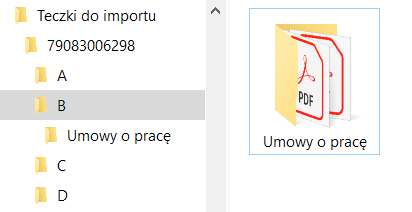 Teczki do importu
79083006298
A
B
Umowy o pracę
C
D
PDF
Umowy o pracę